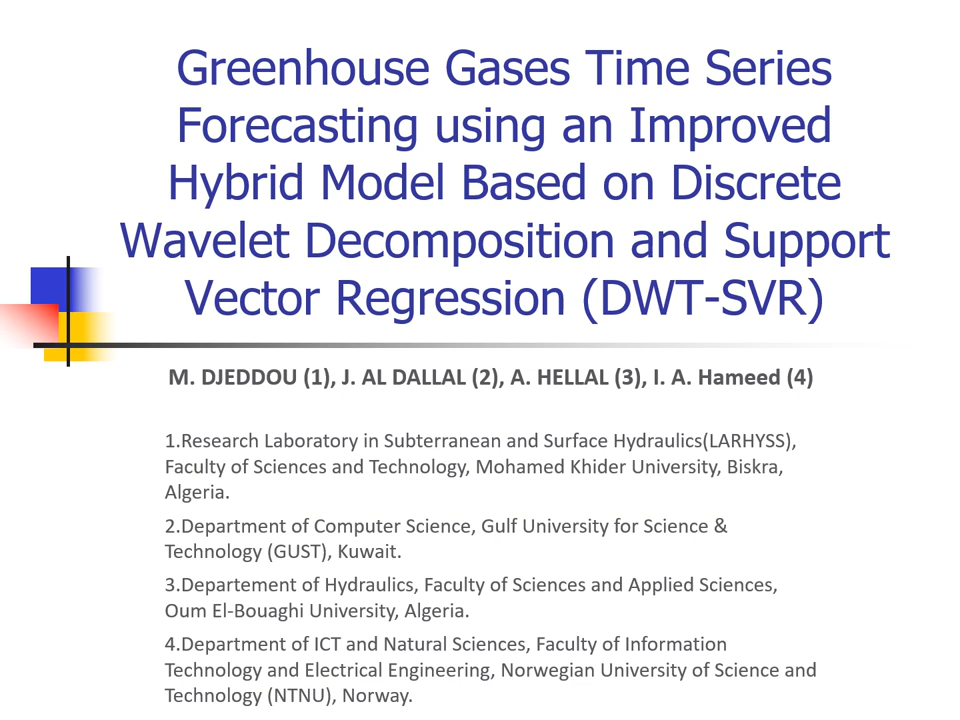 Greenhouse Gases Time Series
Forecasting using an Improved
Hybrid Model Based on Discrete
Wavelet Decomposition and Support
Vector Regression (DWT-SVR)
M. DJEDDOU (1), J. AL DALLAL (2), A. HELLAL (3), I. A. Hameed (4)
1.Research Laboratory in Subterranean and Surface Hydraulics(LARHYSS),
Faculty of Sciences and Technology, Mohamed Khider University, Biskra,
Algeria.
2.Department of Computer Science, Gulf University for Science &
Technology (GUST), Kuwait.
3.Departement of Hydraulics, Faculty of Sciences and Applied Sciences,
Oum El-Bouaghi University, Algeria.
4.Department of ICT and Natural Sciences, Faculty of Information
Technology and Electrical Engineering, Norwegian University of Science and
Technology (NTNU), Norway.